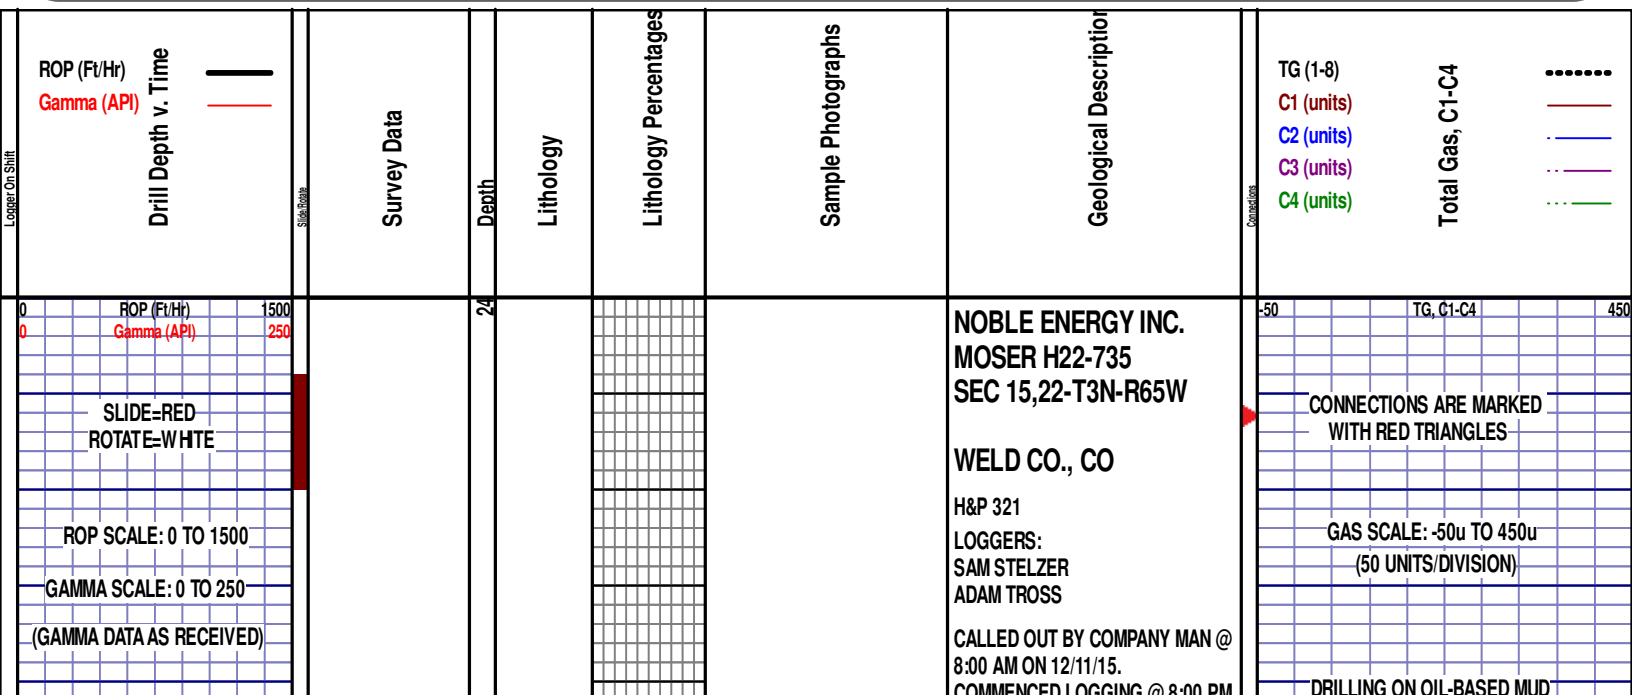 Logger On Shift
ROP (Ft/Hr)
Gamma (API)
Drill Depth v. Time
Slide/Rotate
Survey Data
Depth
Lithology
Lithology Percentages
Sample Photographs
Geological Description
Connections
TG (1-8)
C1 (units)
C2 (units)
C3 (units)
C4 (units)
Total Gas, C1-C4
0 ROP (Ft/Hr) 1500
0 Gamma (API) 250
SLIDE=RED
ROTATE=WHITE
ROP SCALE: 0 TO 1500
GAMMA SCALE: 0 TO 250
(GAMMA DATA AS RECEIVED)
24
NOBLE ENERGY INC.
MOSER H22-735
SEC 15,22-T3N-R65W
WELD CO., CO
H&P 321
LOGGERS:
SAM STELZER
ADAM TROSS
CALLED OUT BY COMPANY MAN @
8:00 AM ON 12/11/15.
COMMENCED LOGGING @ 8:00 PM
-50 TG, C1-C4 450
CONNECTIONS ARE MARKED
WITH RED TRIANGLES
GAS SCALE: -50u TO 450u
(50 UNITS/DIVISION)
DRILLING ON OIL-BASED MUD